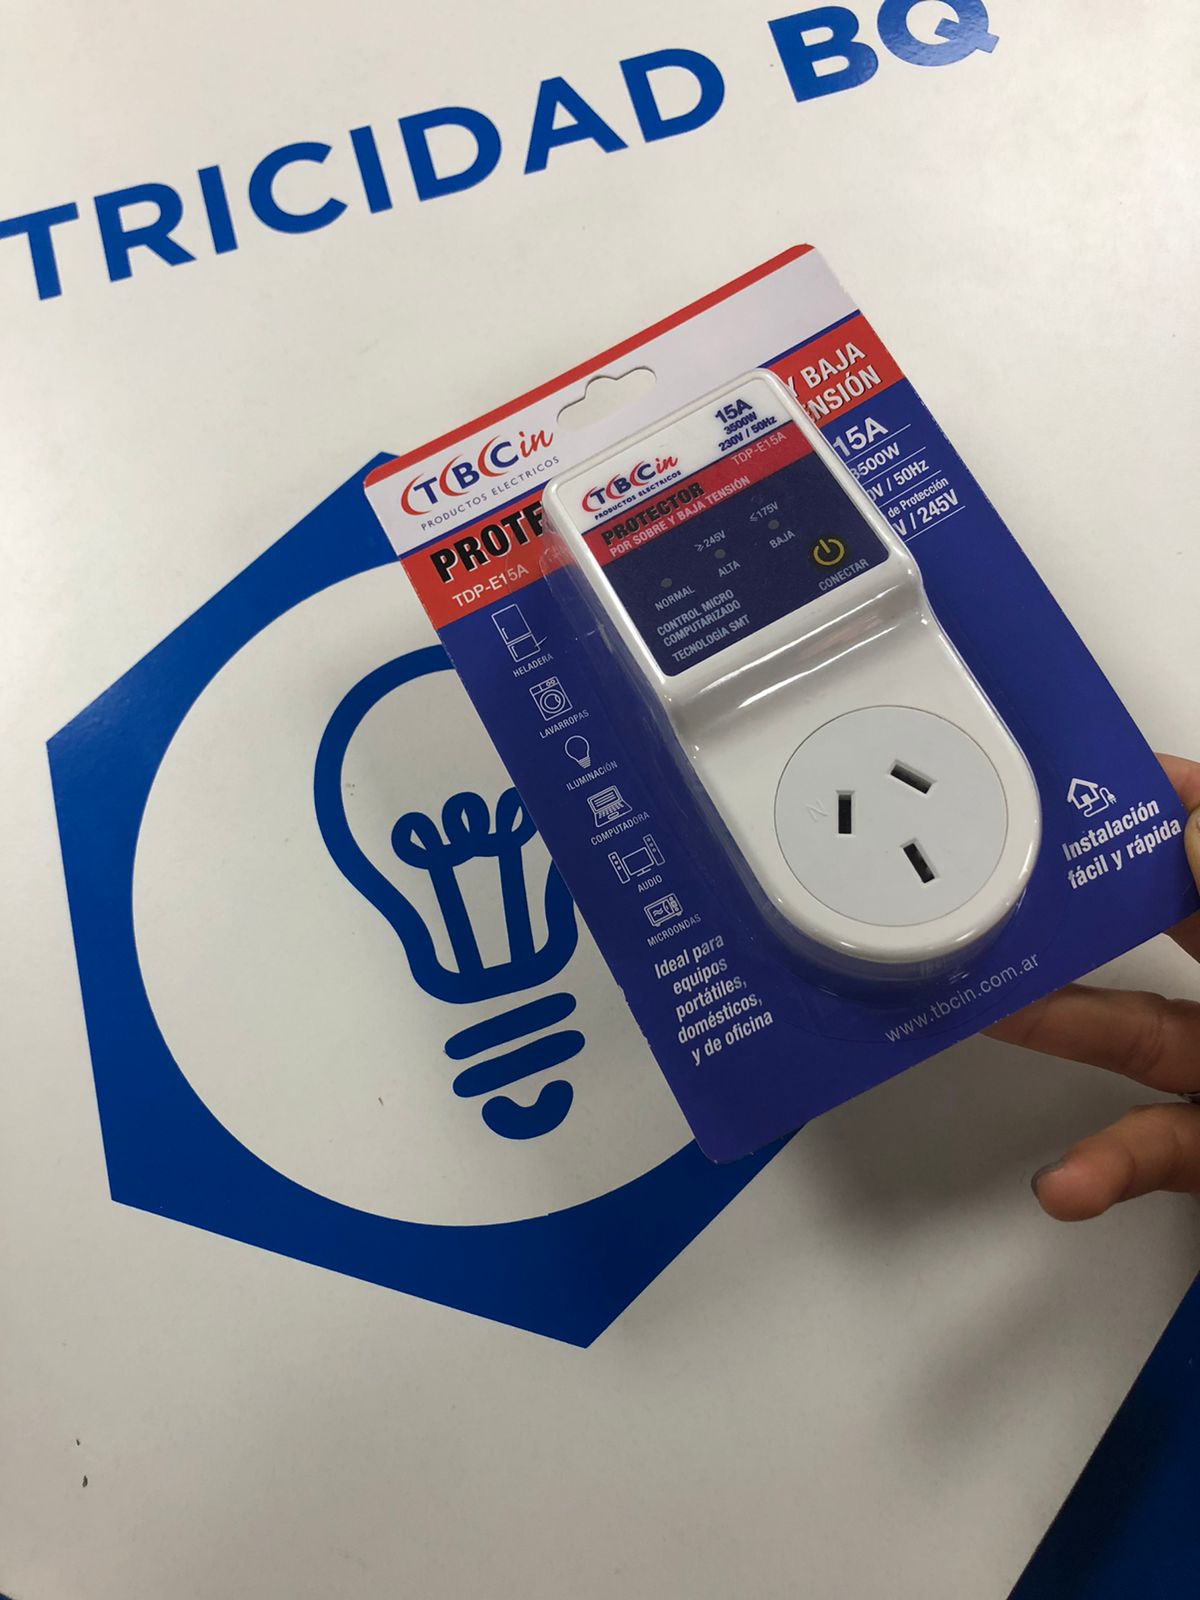 TRICIDAD BQ
TBCin
PRODUCTOS ELECTRICOS
Y BAJA
TENSIÓN
PROTE
TDP-E15A
15A
3500W
V / 50Hz
de Protección
V / 245V
TBCin
PRODUCTOS ELECTRICOS
15A
3500W
230V / 50Hz
TDP-E15A
PROTECTOR
POR SOBRE Y BAJA TENSIÓN
≥245V
≤175V
NORMAL
ALTA
BAJA
CONECTAR
CONTROL MICRO
COMPUTARIZADO
TECNOLOGÍA SMT
N
HELADERA
LAVARROPAS
ILUMINACIÓN
COMPUTADORA
AUDIO
MICROONDAS
Ideal para
equipos
portátiles,
domésticos,
y de oficina
Instalación
fácil y rápida
www.tbcin.com.ar